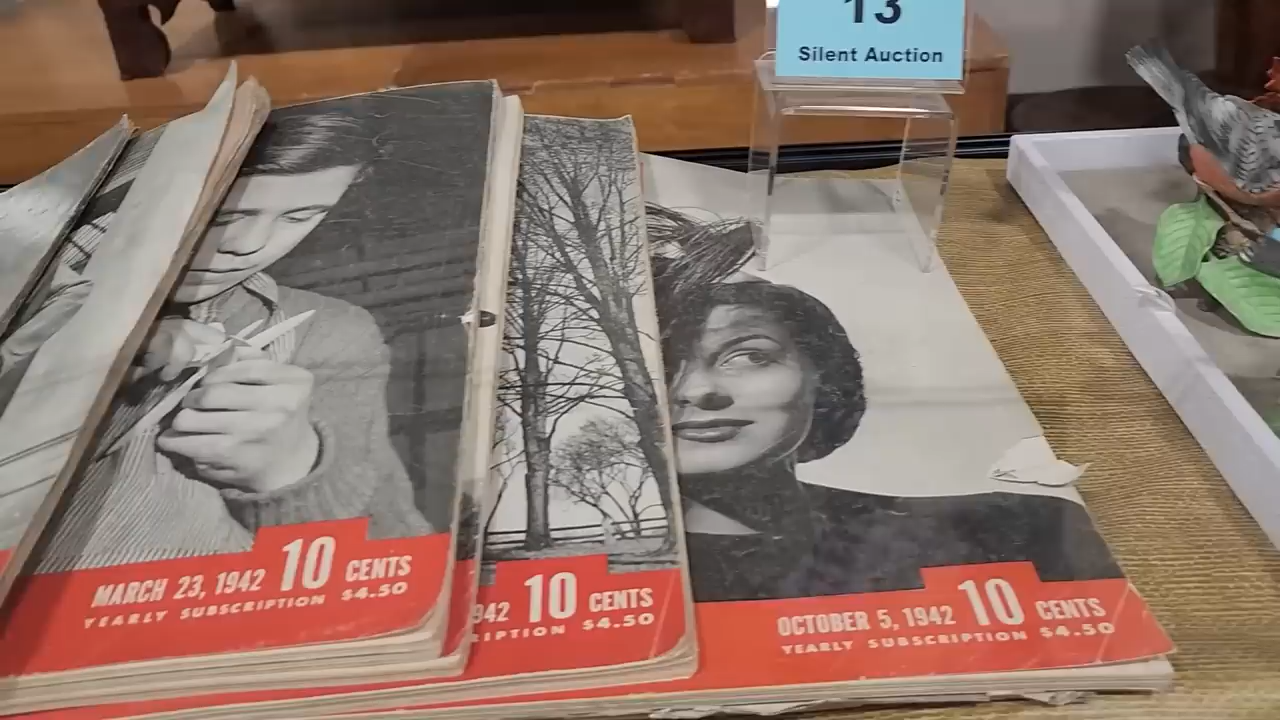 13
Silent Auction
MARCH 23, 1942 10 CENTS
YEARLY SUBSCRIPTION $4.50
942 10 CENTS
IPTION $4.50
OCTOBER 5, 1942 10 CENTS
YEARLY SUBSCRIPTION $4.50